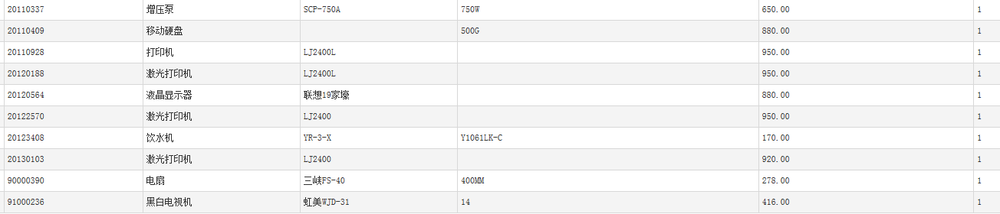 20110337 增压泵 SCP-750A 750W 650.00 1
20110409 移动硬盘 500G 880.00 1
20110928 打印机 LJ2400L 950.00 1
20120188 激光打印机 LJ2400L 950.00 1
20120564 液晶显示器 联想19家壕 880.00 1
20122570 激光打印机 LJ2400 950.00 1
20123408 饮水机 YR-3-X Y1061LK-C 170.00 1
20130103 激光打印机 LJ2400 920.00 1
90000390 电扇 三峡FS-40 400MM 278.00 1
91000236 黑白电视机 虹美WJD-31 14 416.00 1